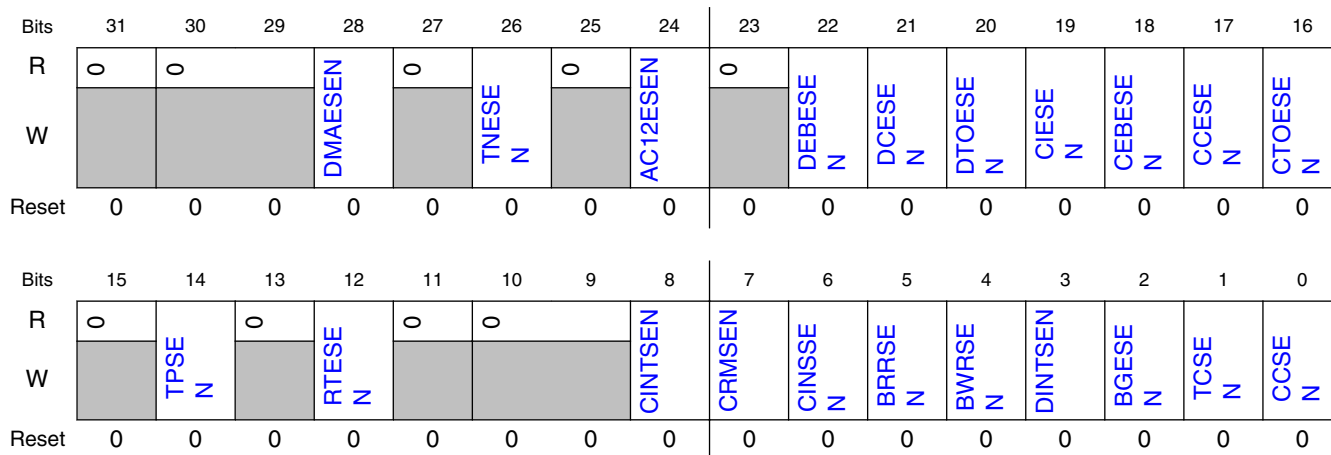 Bits 31 30 29 28 27 26 25 24 23 22 21 20 19 18 17 16
R 0 0 DMAESEN 0 TNESE N 0 AC12ESEN 0 DEBESE N DCESE N DTOESE N CIESE N CEBESE N CCESE N CTOESE N
W
Reset 0 0 0 0 0 0 0 0 0 0 0 0 0 0 0 0
Bits 15 14 13 12 11 10 9 8 7 6 5 4 3 2 1 0
R 0 TPSE N 0 RTESE N 0 0 CINTSEN CRMSEN CINSSE N BRRSE N BWRSE N DINTSEN BGESE N TCSE N CCSE N
W
Reset 0 0 0 0 0 0 0 0 0 0 0 0 0 0 0 0